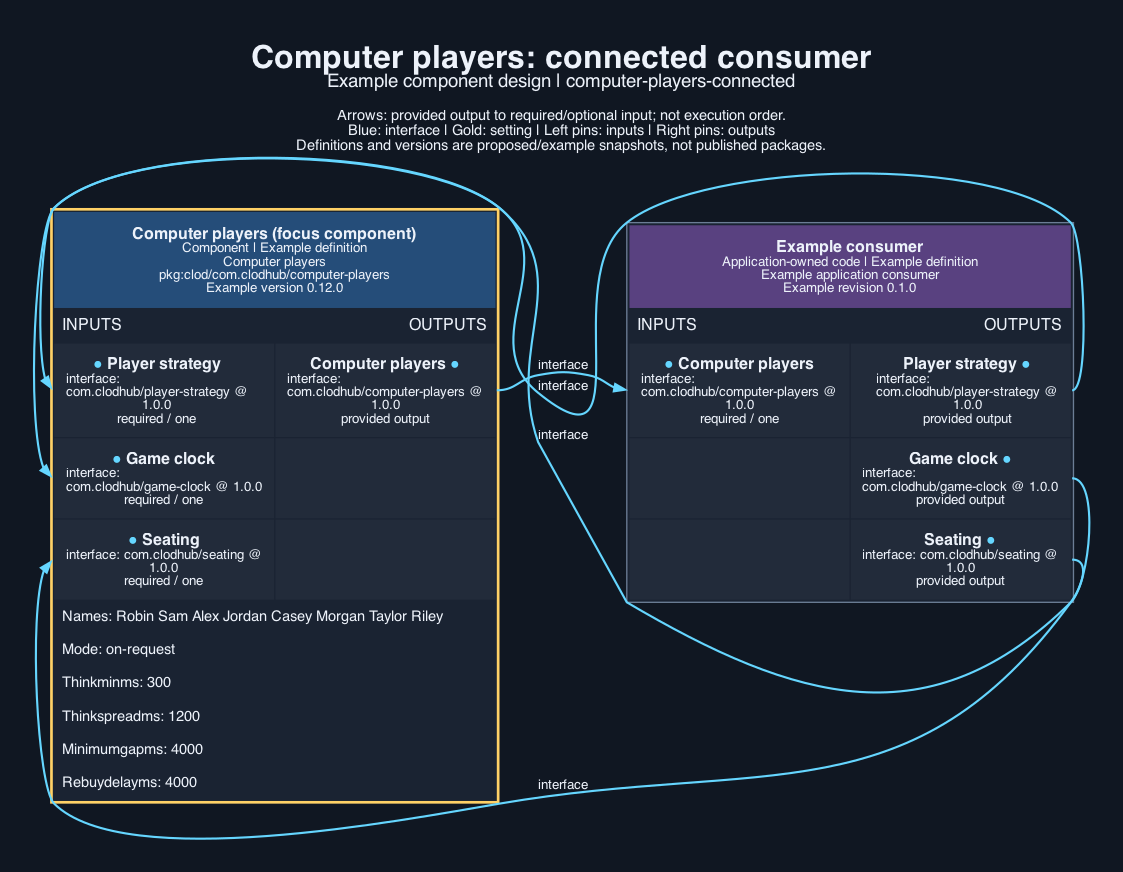 Computer players: connected consumer
Example component design | computer-players-connected
Arrows: provided output to required/optional input; not execution order.
Blue: interface | Gold: setting | Left pins: inputs | Right pins: outputs
Definitions and versions are proposed/example snapshots, not published packages.
Computer players (focus component)
Component | Example definition
Computer players
pkg:clod/com.clodhub/computer-players
Example version 0.12.0
INPUTS
OUTPUTS
● Player strategy
interface:
com.clodhub/player-strategy @
1.0.0
required / one
Computer players ●
interface:
com.clodhub/computer-players @
1.0.0
provided output
● Game clock
interface:
com.clodhub/game-clock @ 1.0.0
required / one
● Seating
interface: com.clodhub/seating @
1.0.0
required / one
Names: Robin Sam Alex Jordan Casey Morgan Taylor Riley
Mode: on-request
Thinkminms: 300
Thinkspreadms: 1200
Minimumgapms: 4000
Rebuydelayms: 4000
interface
interface
interface
interface
Example consumer
Application-owned code | Example definition
Example application consumer
Example revision 0.1.0
INPUTS
OUTPUTS
● Computer players
interface:
com.clodhub/computer-players @
1.0.0
required / one
Player strategy ●
interface:
com.clodhub/player-strategy @
1.0.0
provided output
Game clock ●
interface:
com.clodhub/game-clock @ 1.0.0
provided output
Seating ●
interface: com.clodhub/seating @
1.0.0
provided output